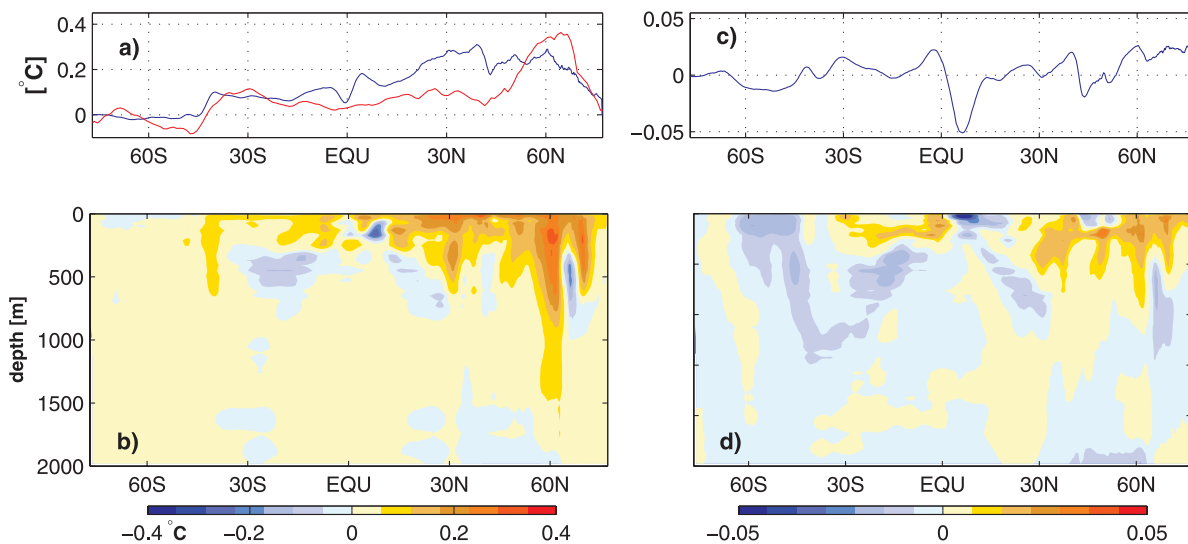 0.4
0.2
0
[°C]
a)
60S 30S EQU 30N 60N
0.05
0
−0.05
c)
60S 30S EQU 30N 60N
0
500
1000
1500
2000
depth [m]
b)
60S 30S EQU 30N 60N
−0.4 °C −0.2 0 0.2 0.4
d)
60S 30S EQU 30N 60N
−0.05 0 0.05